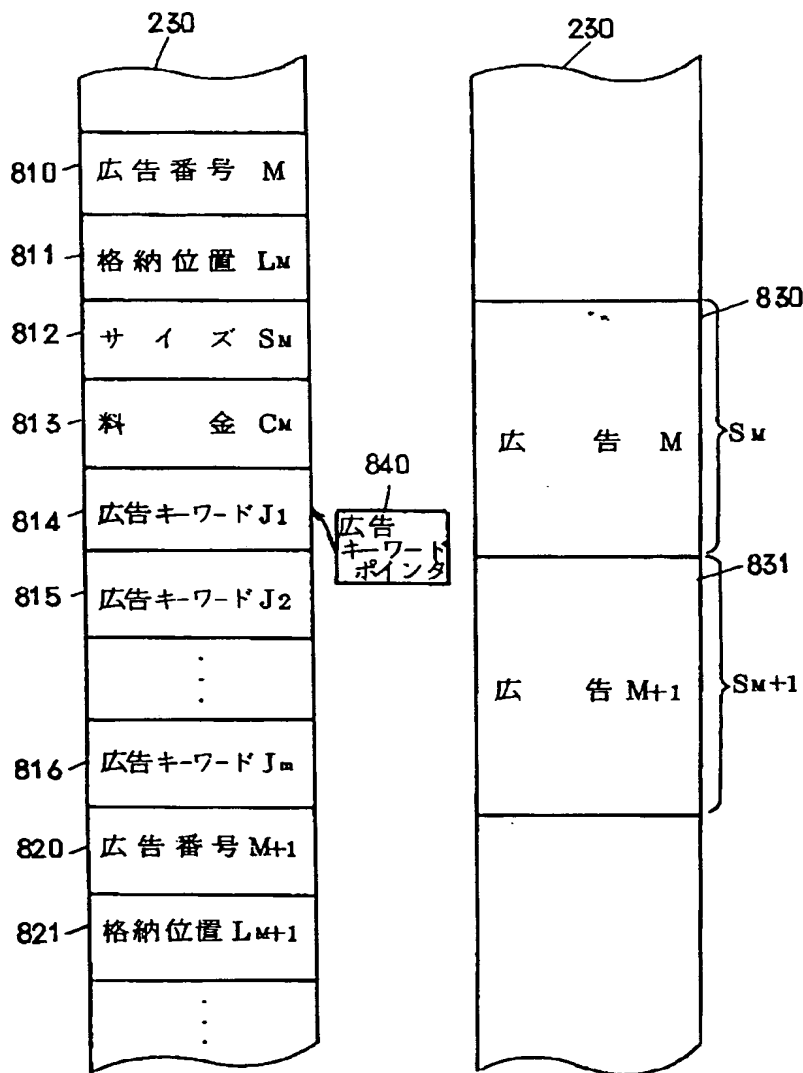 230
810 広告番号 M
811 格納位置 LM
812 サイズ SM
813 料金 CM
814 広告キーワード J1
815 広告キーワード J2
816 広告キーワード Jm
820 広告番号 M+1
821 格納位置 LM+1
840
広告
キーワード
ポインタ
230
830
広告 M
SM
831
広告 M+1
SM+1